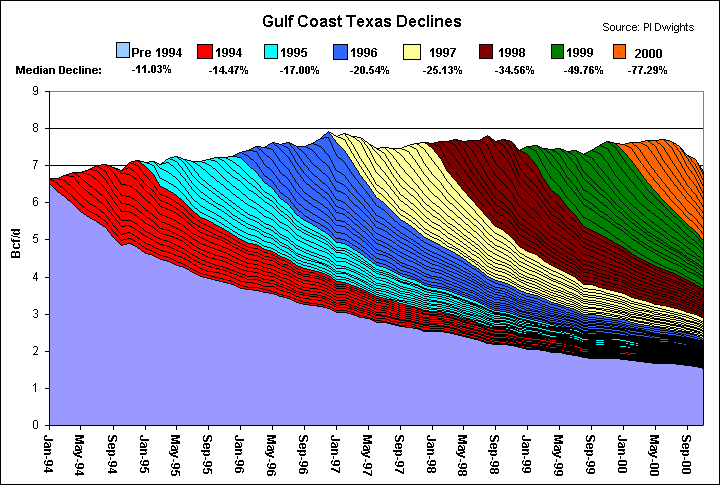 Gulf Coast Texas Declines
Source: PI Dwights
Pre 1994 1994 1995 1996 1997 1998 1999 2000
Median Decline: -11.03% -14.47% -17.00% -20.54% -25.13% -34.56% -49.76% -77.29%
9
8
7
6
5
4
3
2
1
0
Bcf/d
Jan-94 May-94 Sep-94 Jan-95 May-95 Sep-95 Jan-96 May-96 Sep-96 Jan-97 May-97 Sep-97 Jan-98 May-98 Sep-98 Jan-99 May-99 Sep-99 Jan-00 May-00 Sep-00